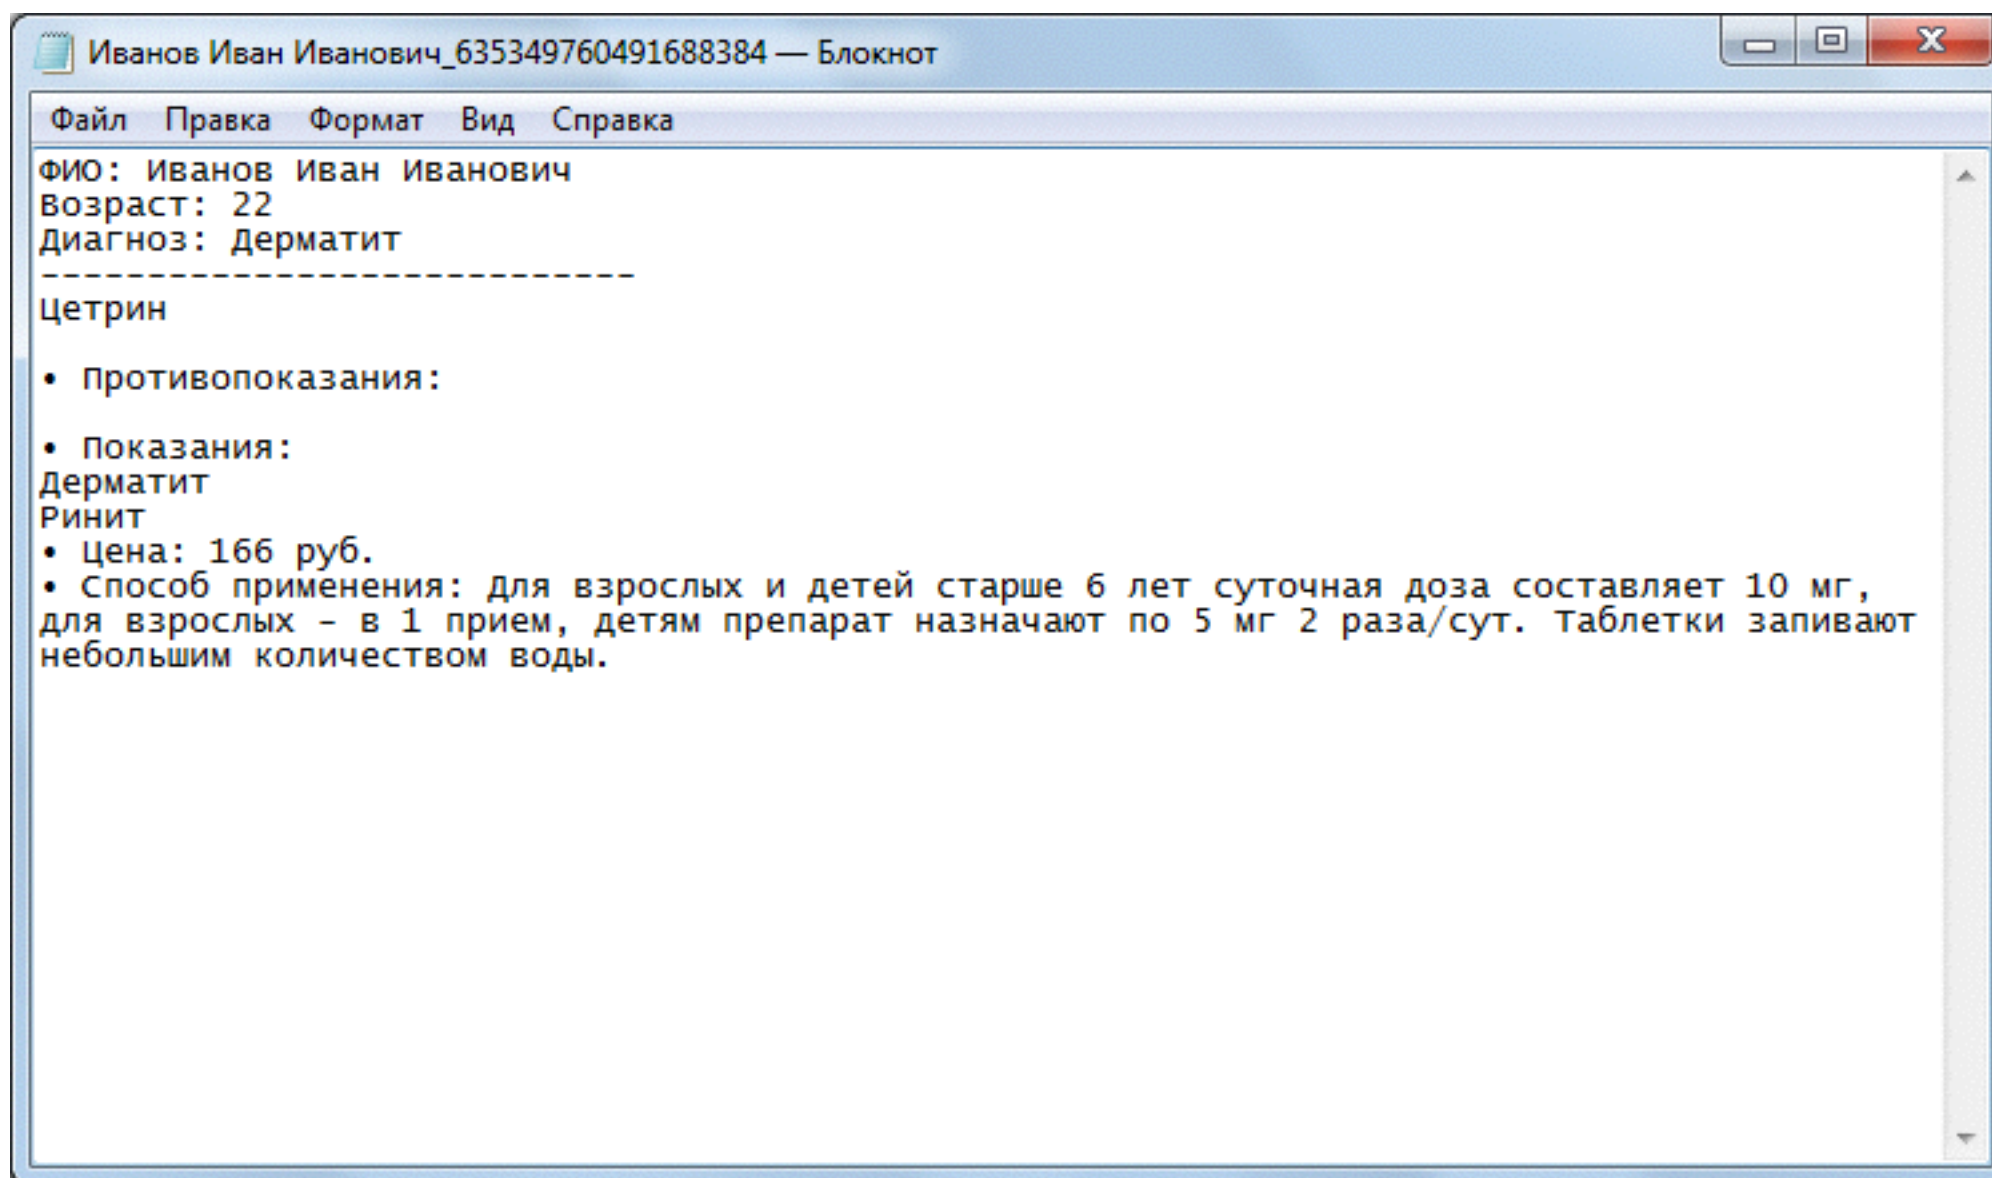 Иванов Иван Иванович_635349760491688384 — Блокнот
Файл Правка Формат Вид Справка
ФИО: Иванов Иван Иванович
Возраст: 22
Диагноз: Дерматит
----------------------------
Цетрин
• Противопоказания:
• Показания:
Дерматит
Ринит
• Цена: 166 руб.
• Способ применения: Для взрослых и детей старше 6 лет суточная доза составляет 10 мг,
для взрослых – в 1 прием, детям препарат назначают по 5 мг 2 раза/сут. Таблетки запивают
небольшим количеством воды.